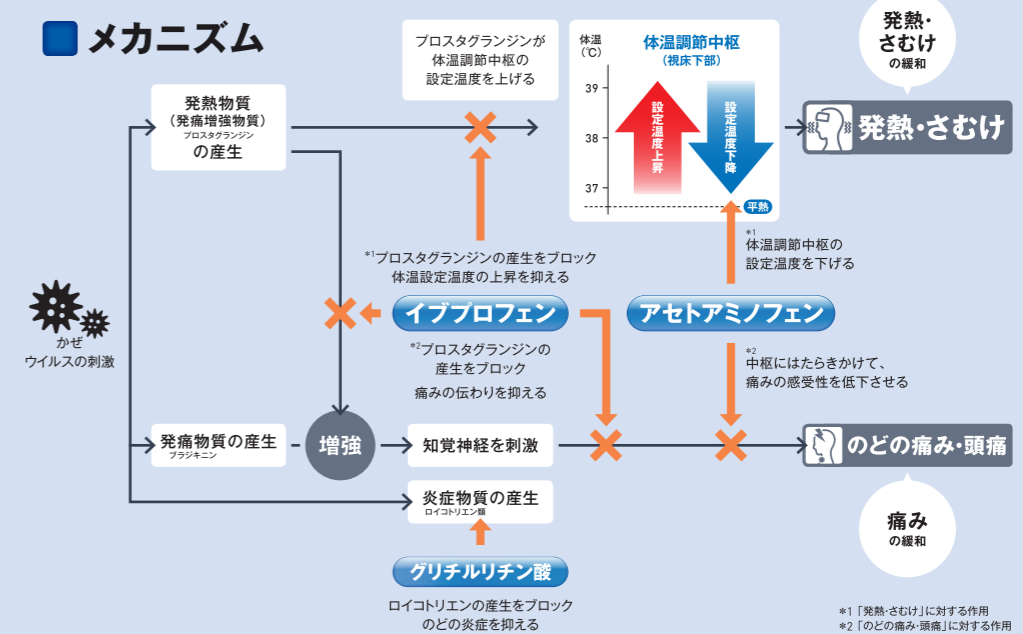 メカニズム
プロスタグランジンが
体温調節中枢の
設定温度を上げる
体温
(℃)
体温調節中枢
(視床下部)
39
38
37
設定温度上昇
設定温度下降
平熱
発熱・
さむけ
の緩和
発熱・さむけ
発熱物質
(発痛増強物質)
プロスタグランジン
の産生
*1プロスタグランジンの産生をブロック
体温設定温度の上昇を抑える
*1
体温調節中枢の
設定温度を下げる
イブプロフェン
アセトアミノフェン
かぜ
ウイルスの刺激
*2プロスタグランジンの
産生をブロック
痛みの伝わりを抑える
*2
中枢にはたらきかけて、
痛みの感受性を低下させる
発痛物質の産生
ブラジキニン
増強
知覚神経を刺激
のどの痛み・頭痛
炎症物質の産生
ロイコトリエン類
痛み
の緩和
グリチルリチン酸
ロイコトリエンの産生をブロック
のどの炎症を抑える
*1「発熱・さむけ」に対する作用
*2「のどの痛み・頭痛」に対する作用